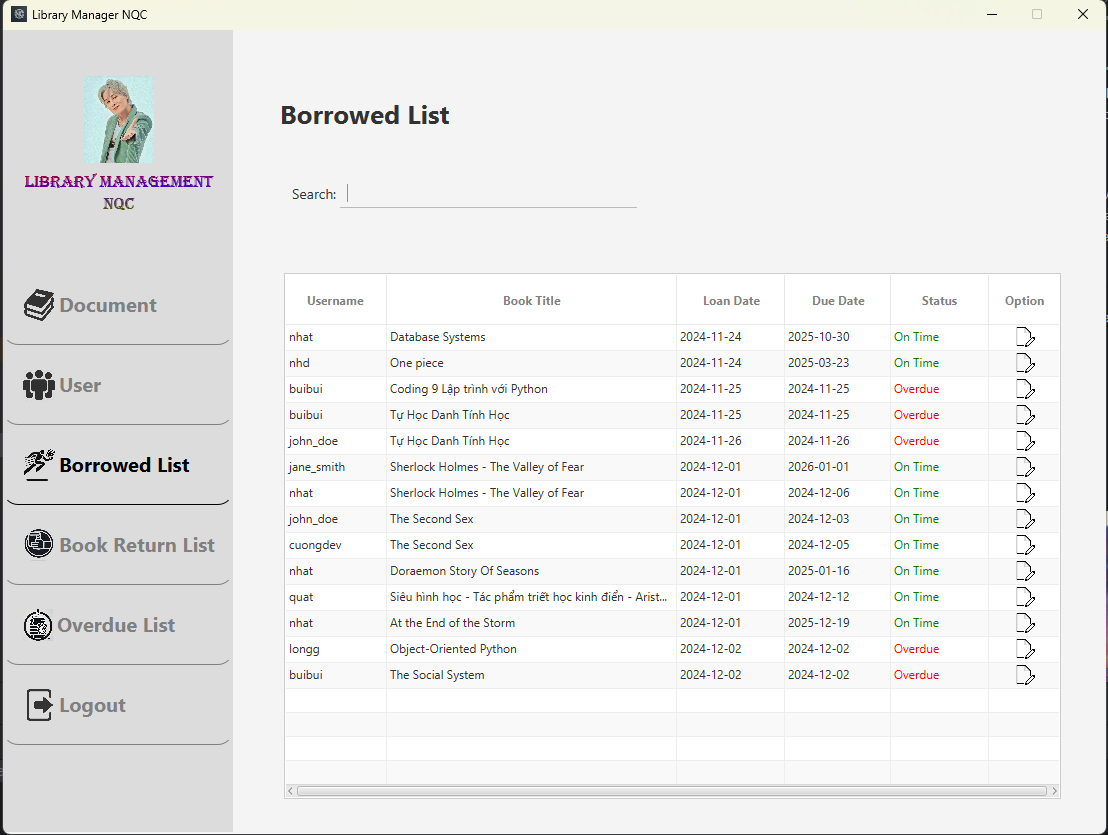 Library Manager NQC
LIBRARY MANAGEMENT
NQC
Document
User
Borrowed List
Book Return List
Overdue List
Logout
Borrowed List
Search:
Username Book Title Loan Date Due Date Status Option
nhat Database Systems 2024-11-24 2025-10-30 On Time
nhd One piece 2024-11-24 2025-03-23 On Time
buibui Coding 9 Lập trình với Python 2024-11-25 2024-11-25 Overdue
buibui Tự Học Danh Tính Học 2024-11-25 2024-11-25 Overdue
john_doe Tự Học Danh Tính Học 2024-11-26 2024-11-26 Overdue
jane_smith Sherlock Holmes - The Valley of Fear 2024-12-01 2026-01-01 On Time
nhat Sherlock Holmes - The Valley of Fear 2024-12-01 2024-12-06 On Time
john_doe The Second Sex 2024-12-01 2024-12-03 On Time
cuongdev The Second Sex 2024-12-01 2024-12-05 On Time
nhat Doraemon Story Of Seasons 2024-12-01 2025-01-16 On Time
quat Siêu hình học - Tác phẩm triết học kinh điển - Arist... 2024-12-01 2024-12-12 On Time
nhat At the End of the Storm 2024-12-01 2025-12-19 On Time
longg Object-Oriented Python 2024-12-02 2024-12-02 Overdue
buibui The Social System 2024-12-02 2024-12-02 Overdue